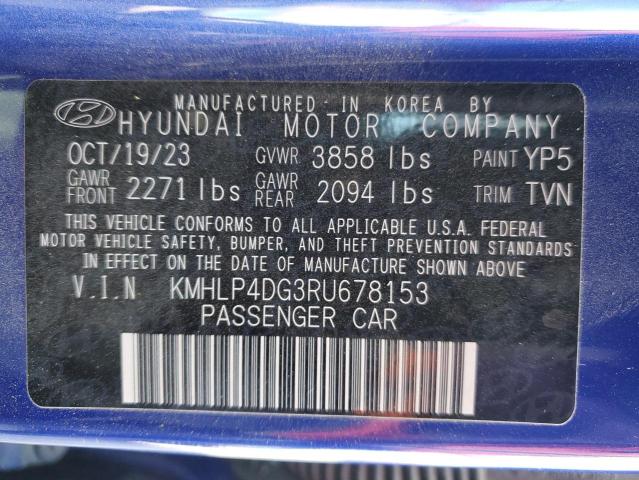 MANUFACTURED IN KOREA BY
HYUNDAI MOTOR COMPANY
OCT/19/23 GVWR 3858 lbs PAINT YP5
GAWR FRONT 2271 lbs GAWR REAR 2094 lbs TRIM TVN
THIS VEHICLE CONFORMS TO ALL APPLICABLE U.S.A. FEDERAL
MOTOR VEHICLE SAFETY, BUMPER, AND THEFT PREVENTION STANDARDS
IN EFFECT ON THE DATE OF MANUFACTURE SHOWN ABOVE
V.I.N KMHLP4DG3RU678153
PASSENGER CAR